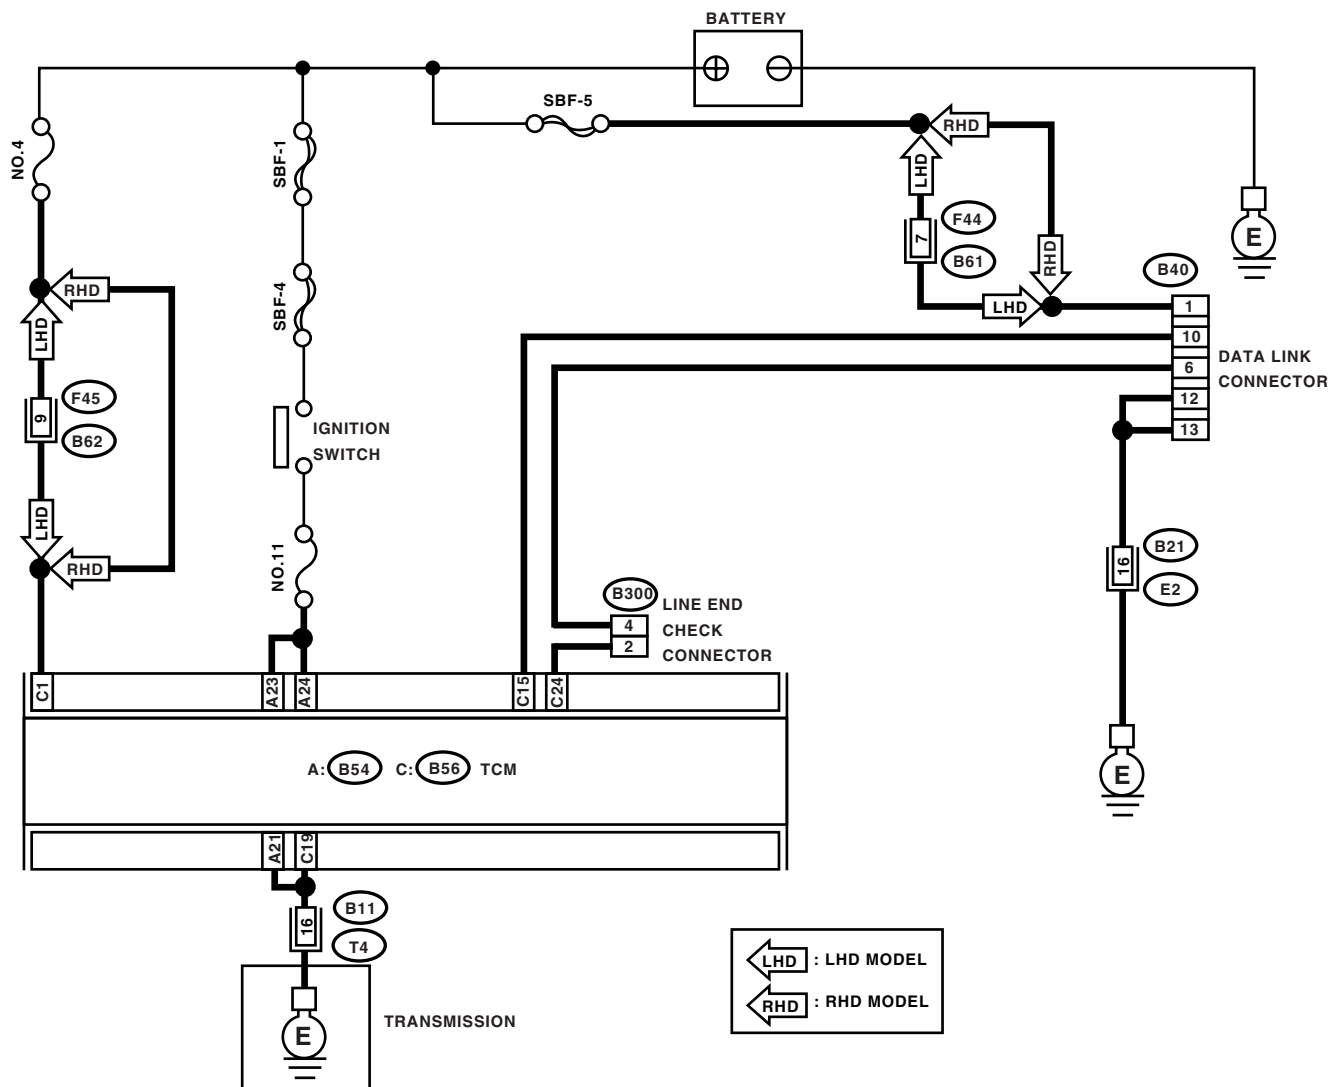 BATTERY
SBF-5
RHD
NO.4
SBF-1
LHD
F44
7
E
B61
RHD
B40
RHD
SBF-4
LHD
1
LHD
10
DATA LINK
CONNECTOR
6
F45
12
9
IGNITION
SWITCH
13
B62
LHD
B21
NO.11
16
RHD
E2
B300
LINE END
CHECK
CONNECTOR
4
2
C1
A23
A24
C15
C24
A: B54 C: B56 TCM
E
A21
C19
B11
16
T4
LHD : LHD MODEL
RHD : RHD MODEL
TRANSMISSION
E